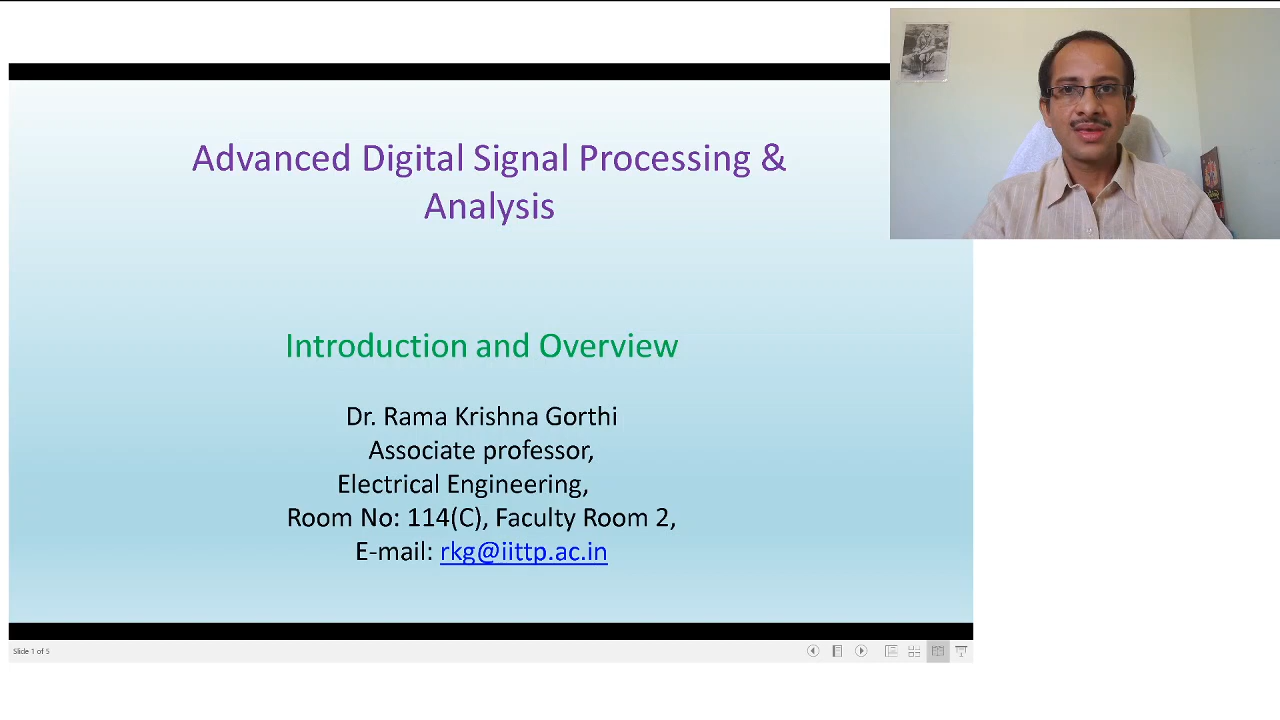 Advanced Digital Signal Processing &
Analysis
Introduction and Overview
Dr. Rama Krishna Gorthi
Associate professor,
Electrical Engineering,
Room No: 114(C), Faculty Room 2,
E-mail: rkg@iittp.ac.in
Slide 1 of 5